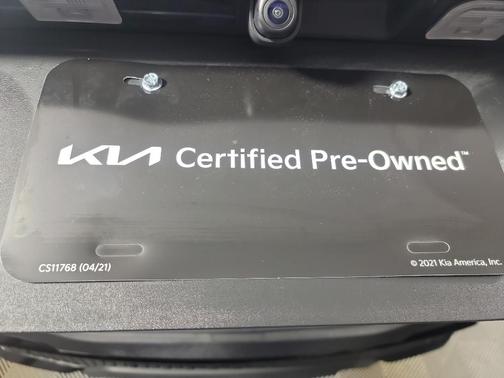 KIA Certified Pre-Owned™
CS11768 (04/21)
© 2021 Kia America, Inc.